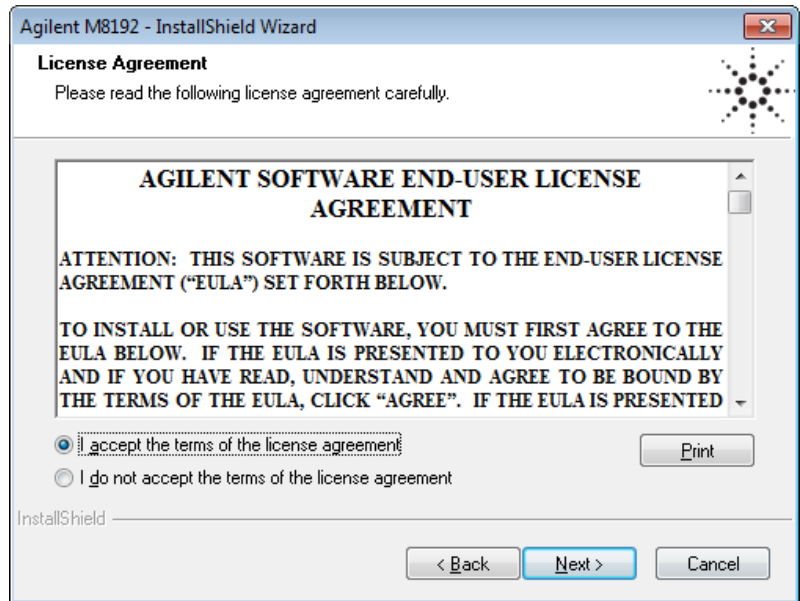 Agilent M8192 - InstallShield Wizard
License Agreement
Please read the following license agreement carefully.
AGILENT SOFTWARE END-USER LICENSE
AGREEMENT
ATTENTION: THIS SOFTWARE IS SUBJECT TO THE END-USER LICENSE
AGREEMENT (“EULA”) SET FORTH BELOW.
TO INSTALL OR USE THE SOFTWARE, YOU MUST FIRST AGREE TO THE
EULA BELOW. IF THE EULA IS PRESENTED TO YOU ELECTRONICALLY
AND IF YOU HAVE READ, UNDERSTAND AND AGREE TO BE BOUND BY
THE TERMS OF THE EULA, CLICK “AGREE”. IF THE EULA IS PRESENTED
I accept the terms of the license agreement
Print
I do not accept the terms of the license agreement
InstallShield
< Back
Next >
Cancel